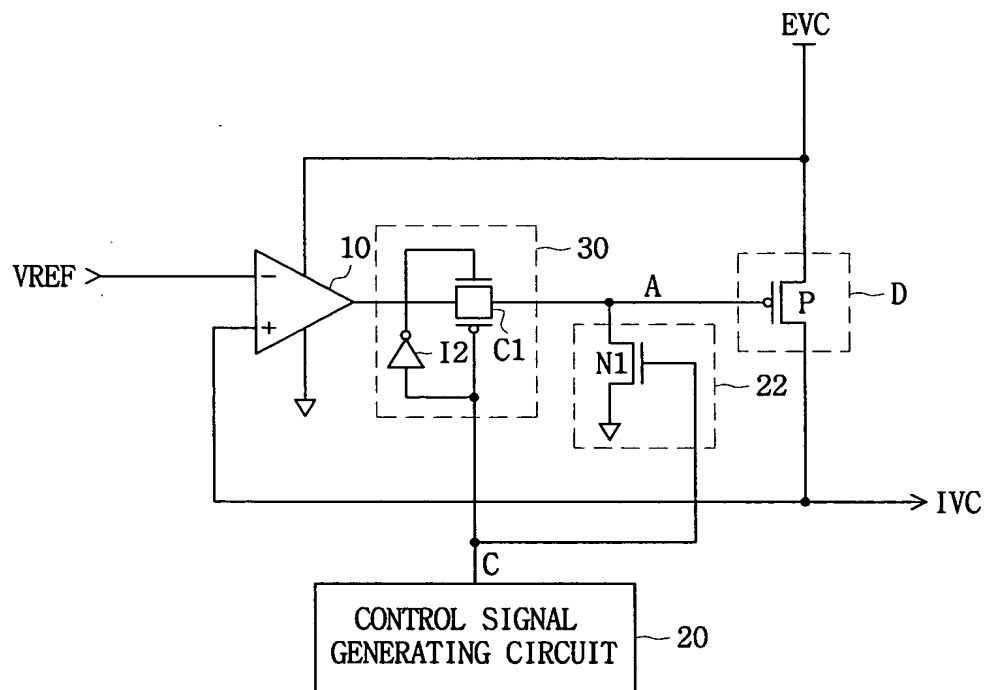 EVC
10
30
VREF
−
+
I2
C1
A
P
D
N1
22
IVC
C
CONTROL SIGNAL
GENERATING CIRCUIT
20